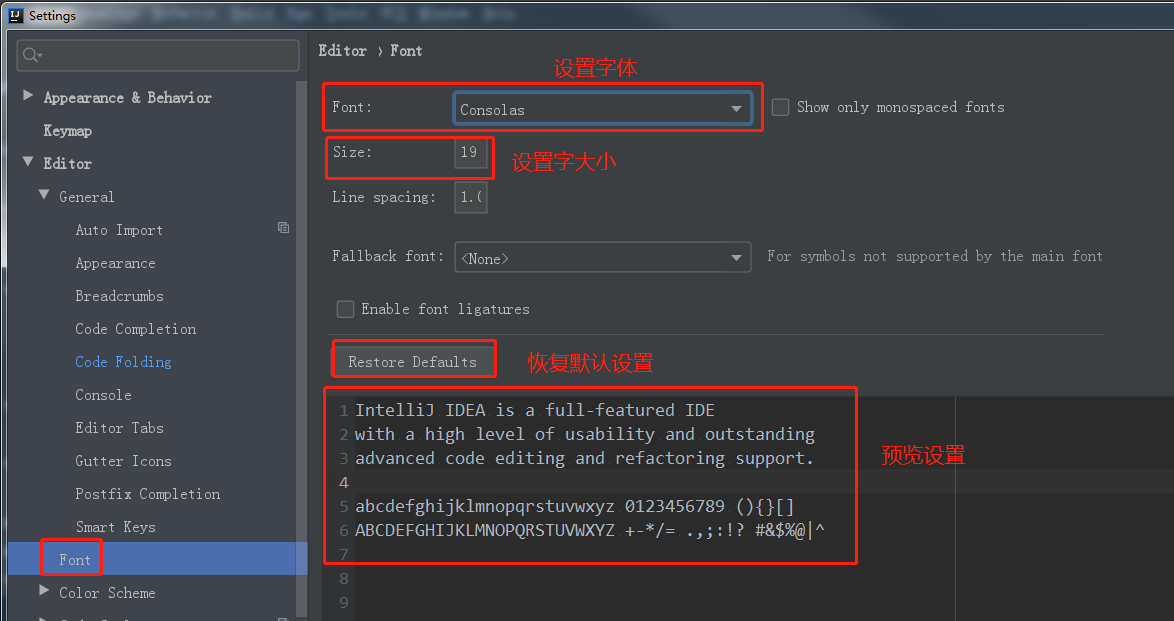 Settings
Editor › Font
设置字体
Font:
Consolas
Show only monospaced fonts
Size:
19
设置字大小
Line spacing:
1.0
Fallback font:
<None>
For symbols not supported by the main font
Enable font ligatures
Restore Defaults
恢复默认设置
1 IntelliJ IDEA is a full-featured IDE
2 with a high level of usability and outstanding
3 advanced code editing and refactoring support.
4
5 abcdefghijklmnopqrstuvwxyz 0123456789 (){}[]
6 ABCDEFGHIJKLMNOPQRSTUVWXYZ +-*/= .,;:!? #&$%@|^
7
8
9
预览设置
Appearance & Behavior
Keymap
Editor
General
Auto Import
Appearance
Breadcrumbs
Code Completion
Code Folding
Console
Editor Tabs
Gutter Icons
Postfix Completion
Smart Keys
Font
Color Scheme